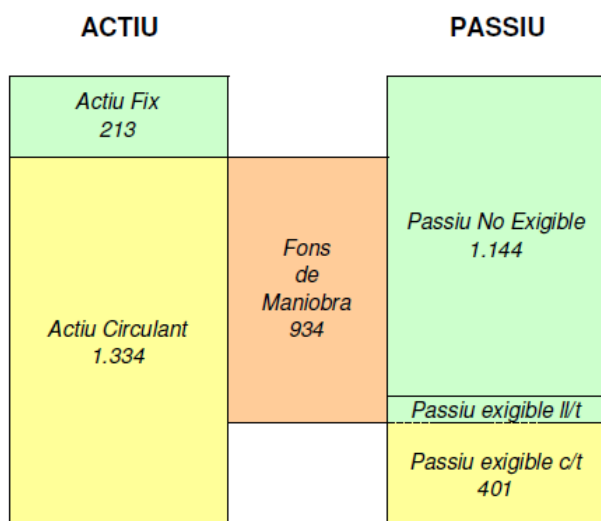 ACTIU
PASSIU
Actiu Fix
213
Passiu No Exigible
1.144
Fons
de
Maniobra
934
Actiu Circulant
1.334
Passiu exigible ll/t
Passiu exigible c/t
401